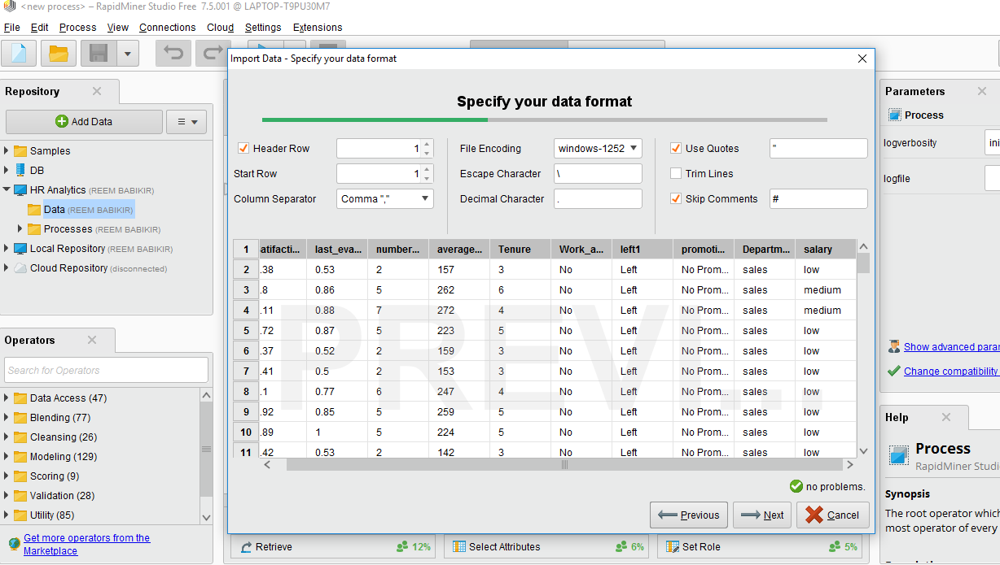 <new process> – RapidMiner Studio Free 7.5.001 @ LAPTOP-T9PU30M7
File Edit Process View Connections Cloud Settings Extensions
Import Data - Specify your data format
Specify your data format
Repository
Add Data
Samples
DB
HR Analytics (REEM BABIKIR)
Data (REEM BABIKIR)
Processes (REEM BABIKIR)
Local Repository (REEM BABIKIR)
Cloud Repository (disconnected)
Operators
Search for Operators
Data Access (47)
Blending (77)
Cleansing (26)
Modeling (129)
Scoring (9)
Validation (28)
Utility (85)
Get more operators from the
Marketplace
Header Row 1 File Encoding windows-1252 Use Quotes "
Start Row 1 Escape Character \ Trim Lines
Column Separator Comma "," Decimal Character . Skip Comments #
1 atifacti... last_eva... number... average... Tenure Work_a... left1 promoti... Departm... salary
2 .38 0.53 2 157 3 No Left No Prom... sales low
3 .8 0.86 5 262 6 No Left No Prom... sales medium
4 .11 0.88 7 272 4 No Left No Prom... sales medium
5 .72 0.87 5 223 5 No Left No Prom... sales low
6 .37 0.52 2 159 3 No Left No Prom... sales low
7 .41 0.5 2 153 3 No Left No Prom... sales low
8 .1 0.77 6 247 4 No Left No Prom... sales low
9 .92 0.85 5 259 5 No Left No Prom... sales low
10 .89 1 5 224 5 No Left No Prom... sales low
11 .42 0.53 2 142 3 No Left No Prom... sales low
PREVI...
no problems.
Previous Next Cancel
Retrieve 12% Select Attributes 6% Set Role 5%
Parameters
Process
logverbosity ini
logfile
Show advanced parar
Change compatibility
Help
Process
RapidMiner Studi
Synopsis
The root operator which
most operator of every